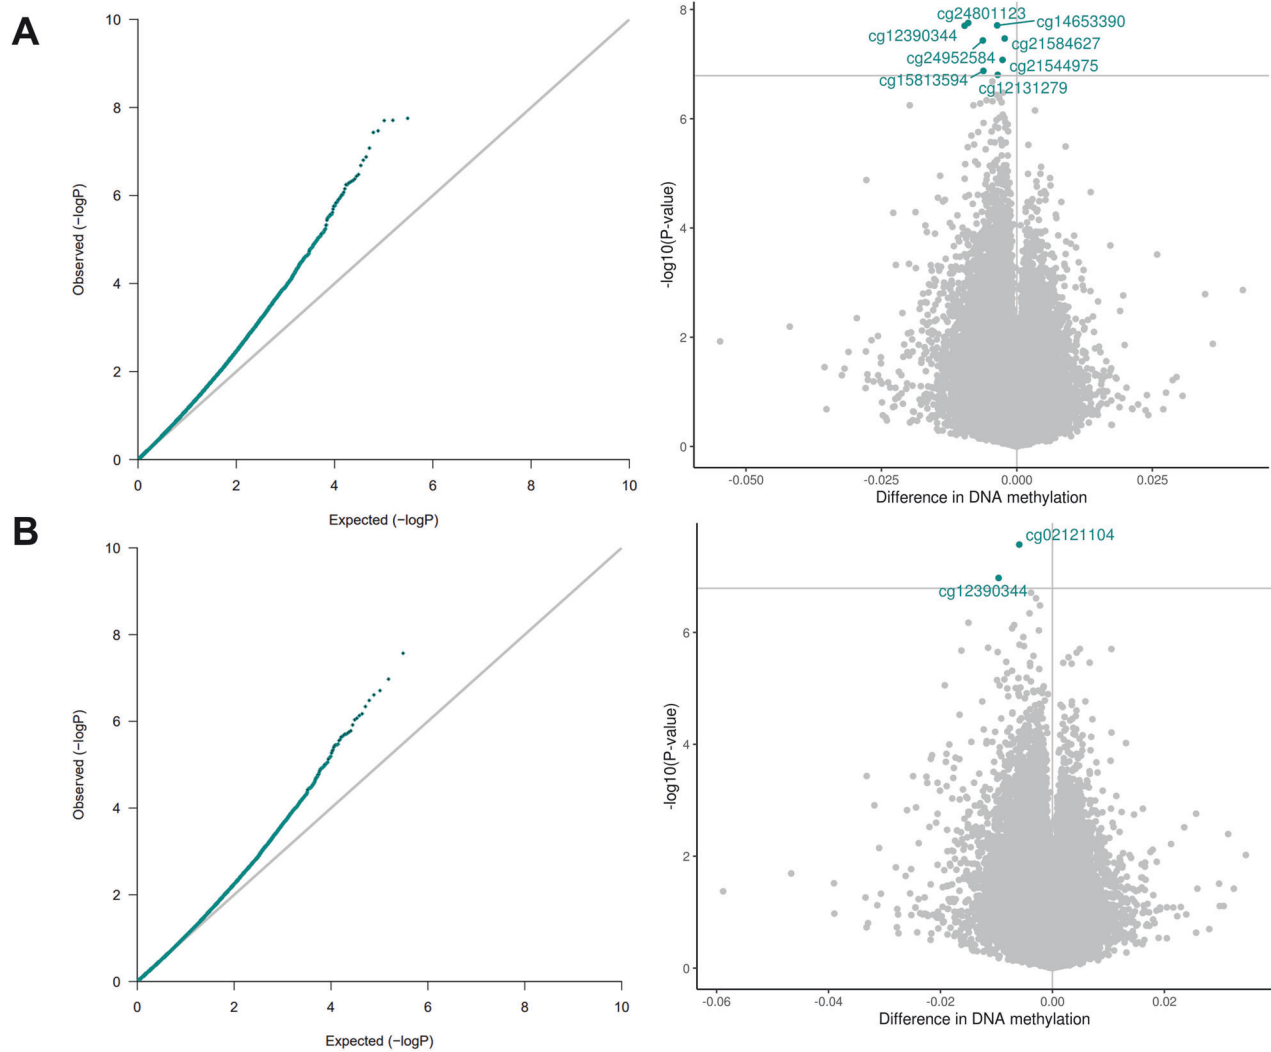 A
10
8
6
4
2
0
Observed (−logP)
0 2 4 6 8 10
Expected (−logP)
8
6
4
2
0
-log10(P-value)
cg24801123
cg14653390
cg12390344
cg21584627
cg24952584
cg21544975
cg15813594
cg12131279
-0.050 -0.025 0.000 0.025
Difference in DNA methylation
B
10
8
6
4
2
0
Observed (−logP)
0 2 4 6 8 10
Expected (−logP)
6
4
2
0
-log10(P-value)
cg02121104
cg12390344
-0.06 -0.04 -0.02 0.00 0.02
Difference in DNA methylation